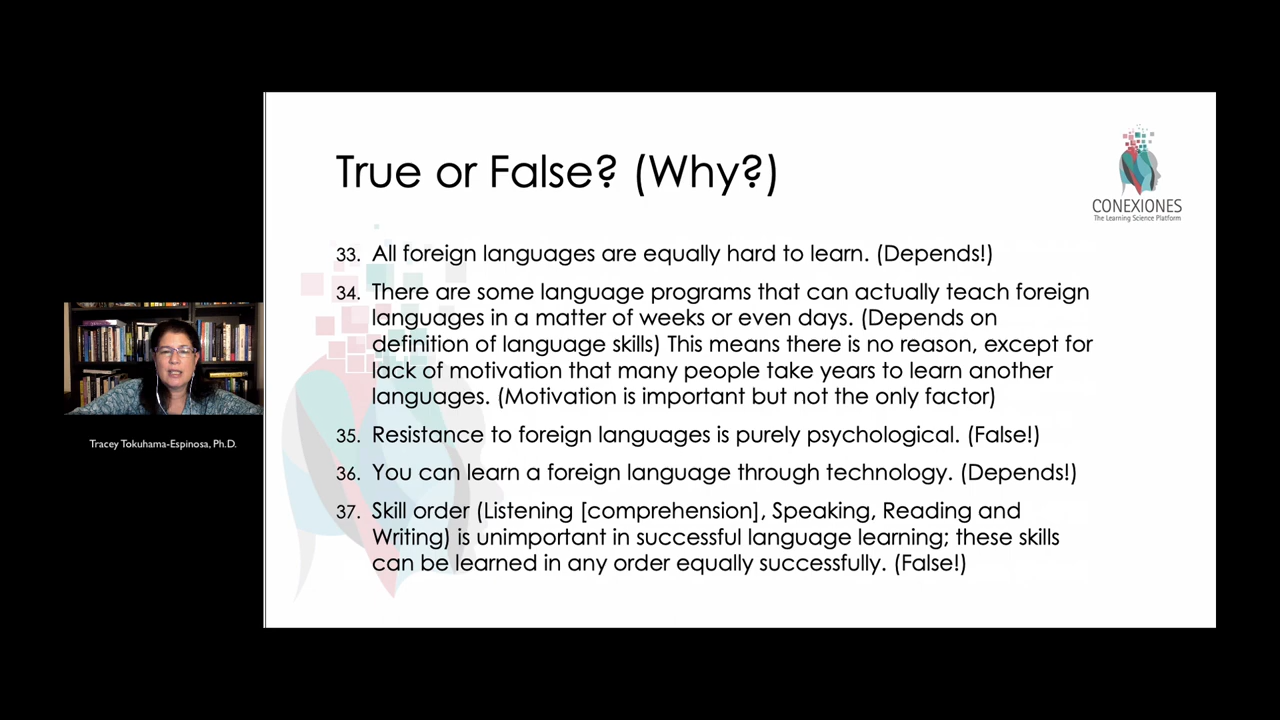 True or False? (Why?)
CONEXIONES
The Learning Science Platform
33. All foreign languages are equally hard to learn. (Depends!)
34. There are some language programs that can actually teach foreign
languages in a matter of weeks or even days. (Depends on
definition of language skills) This means there is no reason, except for
lack of motivation that many people take years to learn another
languages. (Motivation is important but not the only factor)
35. Resistance to foreign languages is purely psychological. (False!)
36. You can learn a foreign language through technology. (Depends!)
37. Skill order (Listening [comprehension], Speaking, Reading and
Writing) is unimportant in successful language learning; these skills
can be learned in any order equally successfully. (False!)
Tracey Tokuhama-Espinosa, Ph.D.